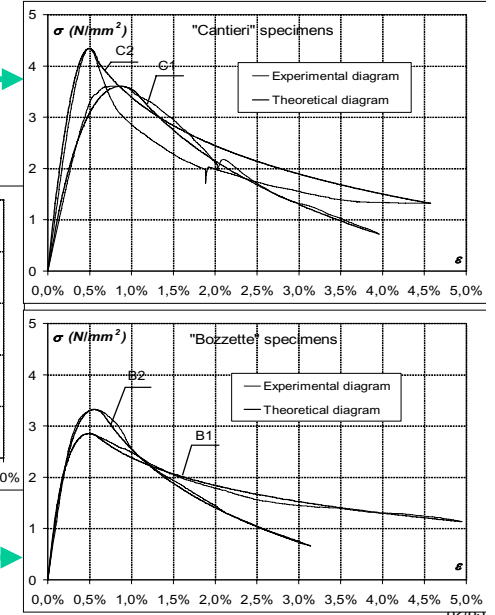 σ (N/mm²)
"Cantieri" specimens
C2
C1
Experimental diagram
Theoretical diagram
5
4
3
2
1
0
ε
0,0% 0,5% 1,0% 1,5% 2,0% 2,5% 3,0% 3,5% 4,0% 4,5% 5,0%
0%
σ (N/mm²)
"Bozzette" specimens
B2
B1
Experimental diagram
Theoretical diagram
5
4
3
2
1
0
ε
0,0% 0,5% 1,0% 1,5% 2,0% 2,5% 3,0% 3,5% 4,0% 4,5% 5,0%